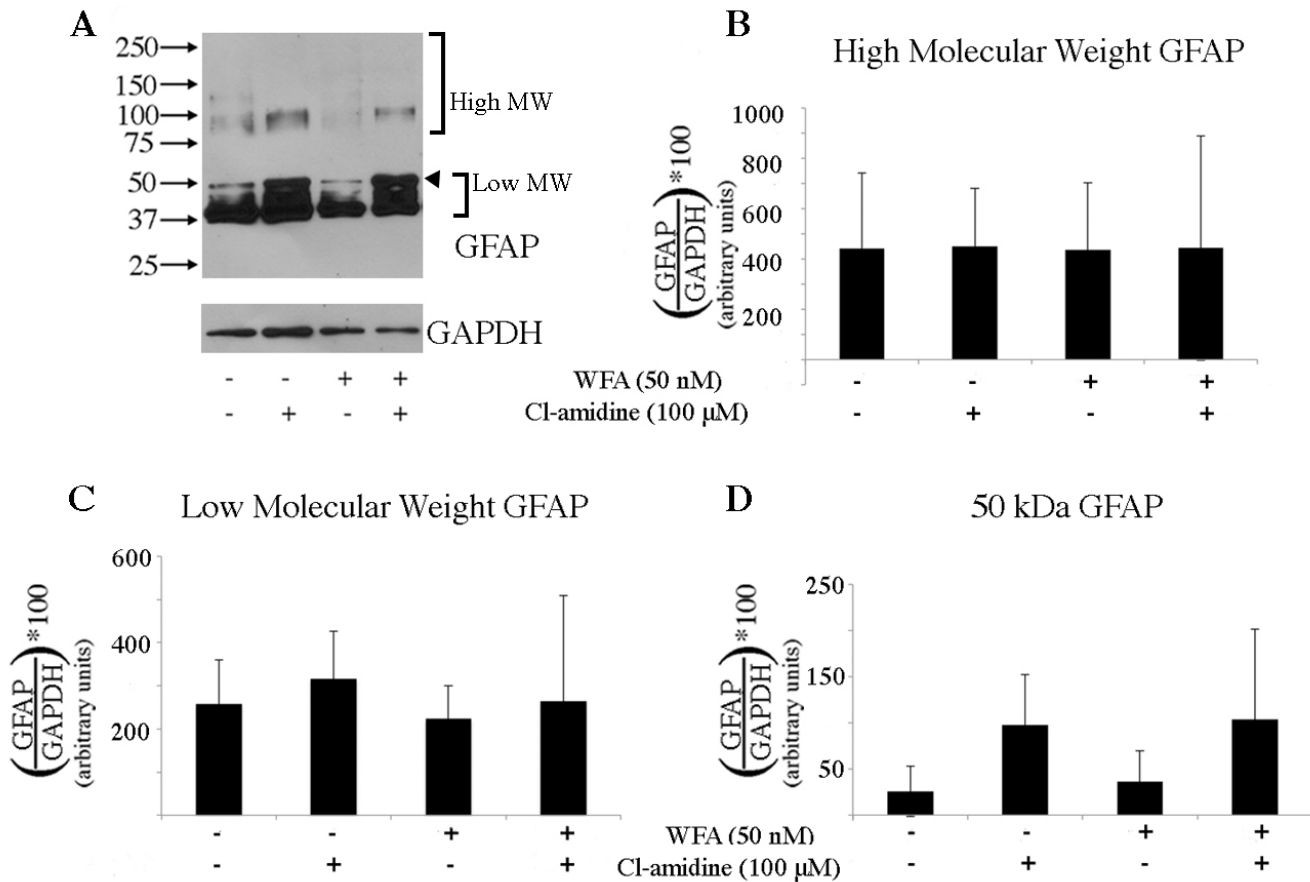 A
250
150
100
75
50
37
25
High MW
Low MW
GFAP
GAPDH
- - + +
- + - +
WFA (50 nM)
Cl-amidine (100 µM)
B
High Molecular Weight GFAP
(GFAP/GAPDH)*100
(arbitrary units)
1000
800
600
400
200
- - + +
- + - +
C
Low Molecular Weight GFAP
(GFAP/GAPDH)*100
(arbitrary units)
600
400
200
- - + +
- + - +
WFA (50 nM)
Cl-amidine (100 µM)
D
50 kDa GFAP
(GFAP/GAPDH)*100
(arbitrary units)
250
150
50
- - + +
- + - +